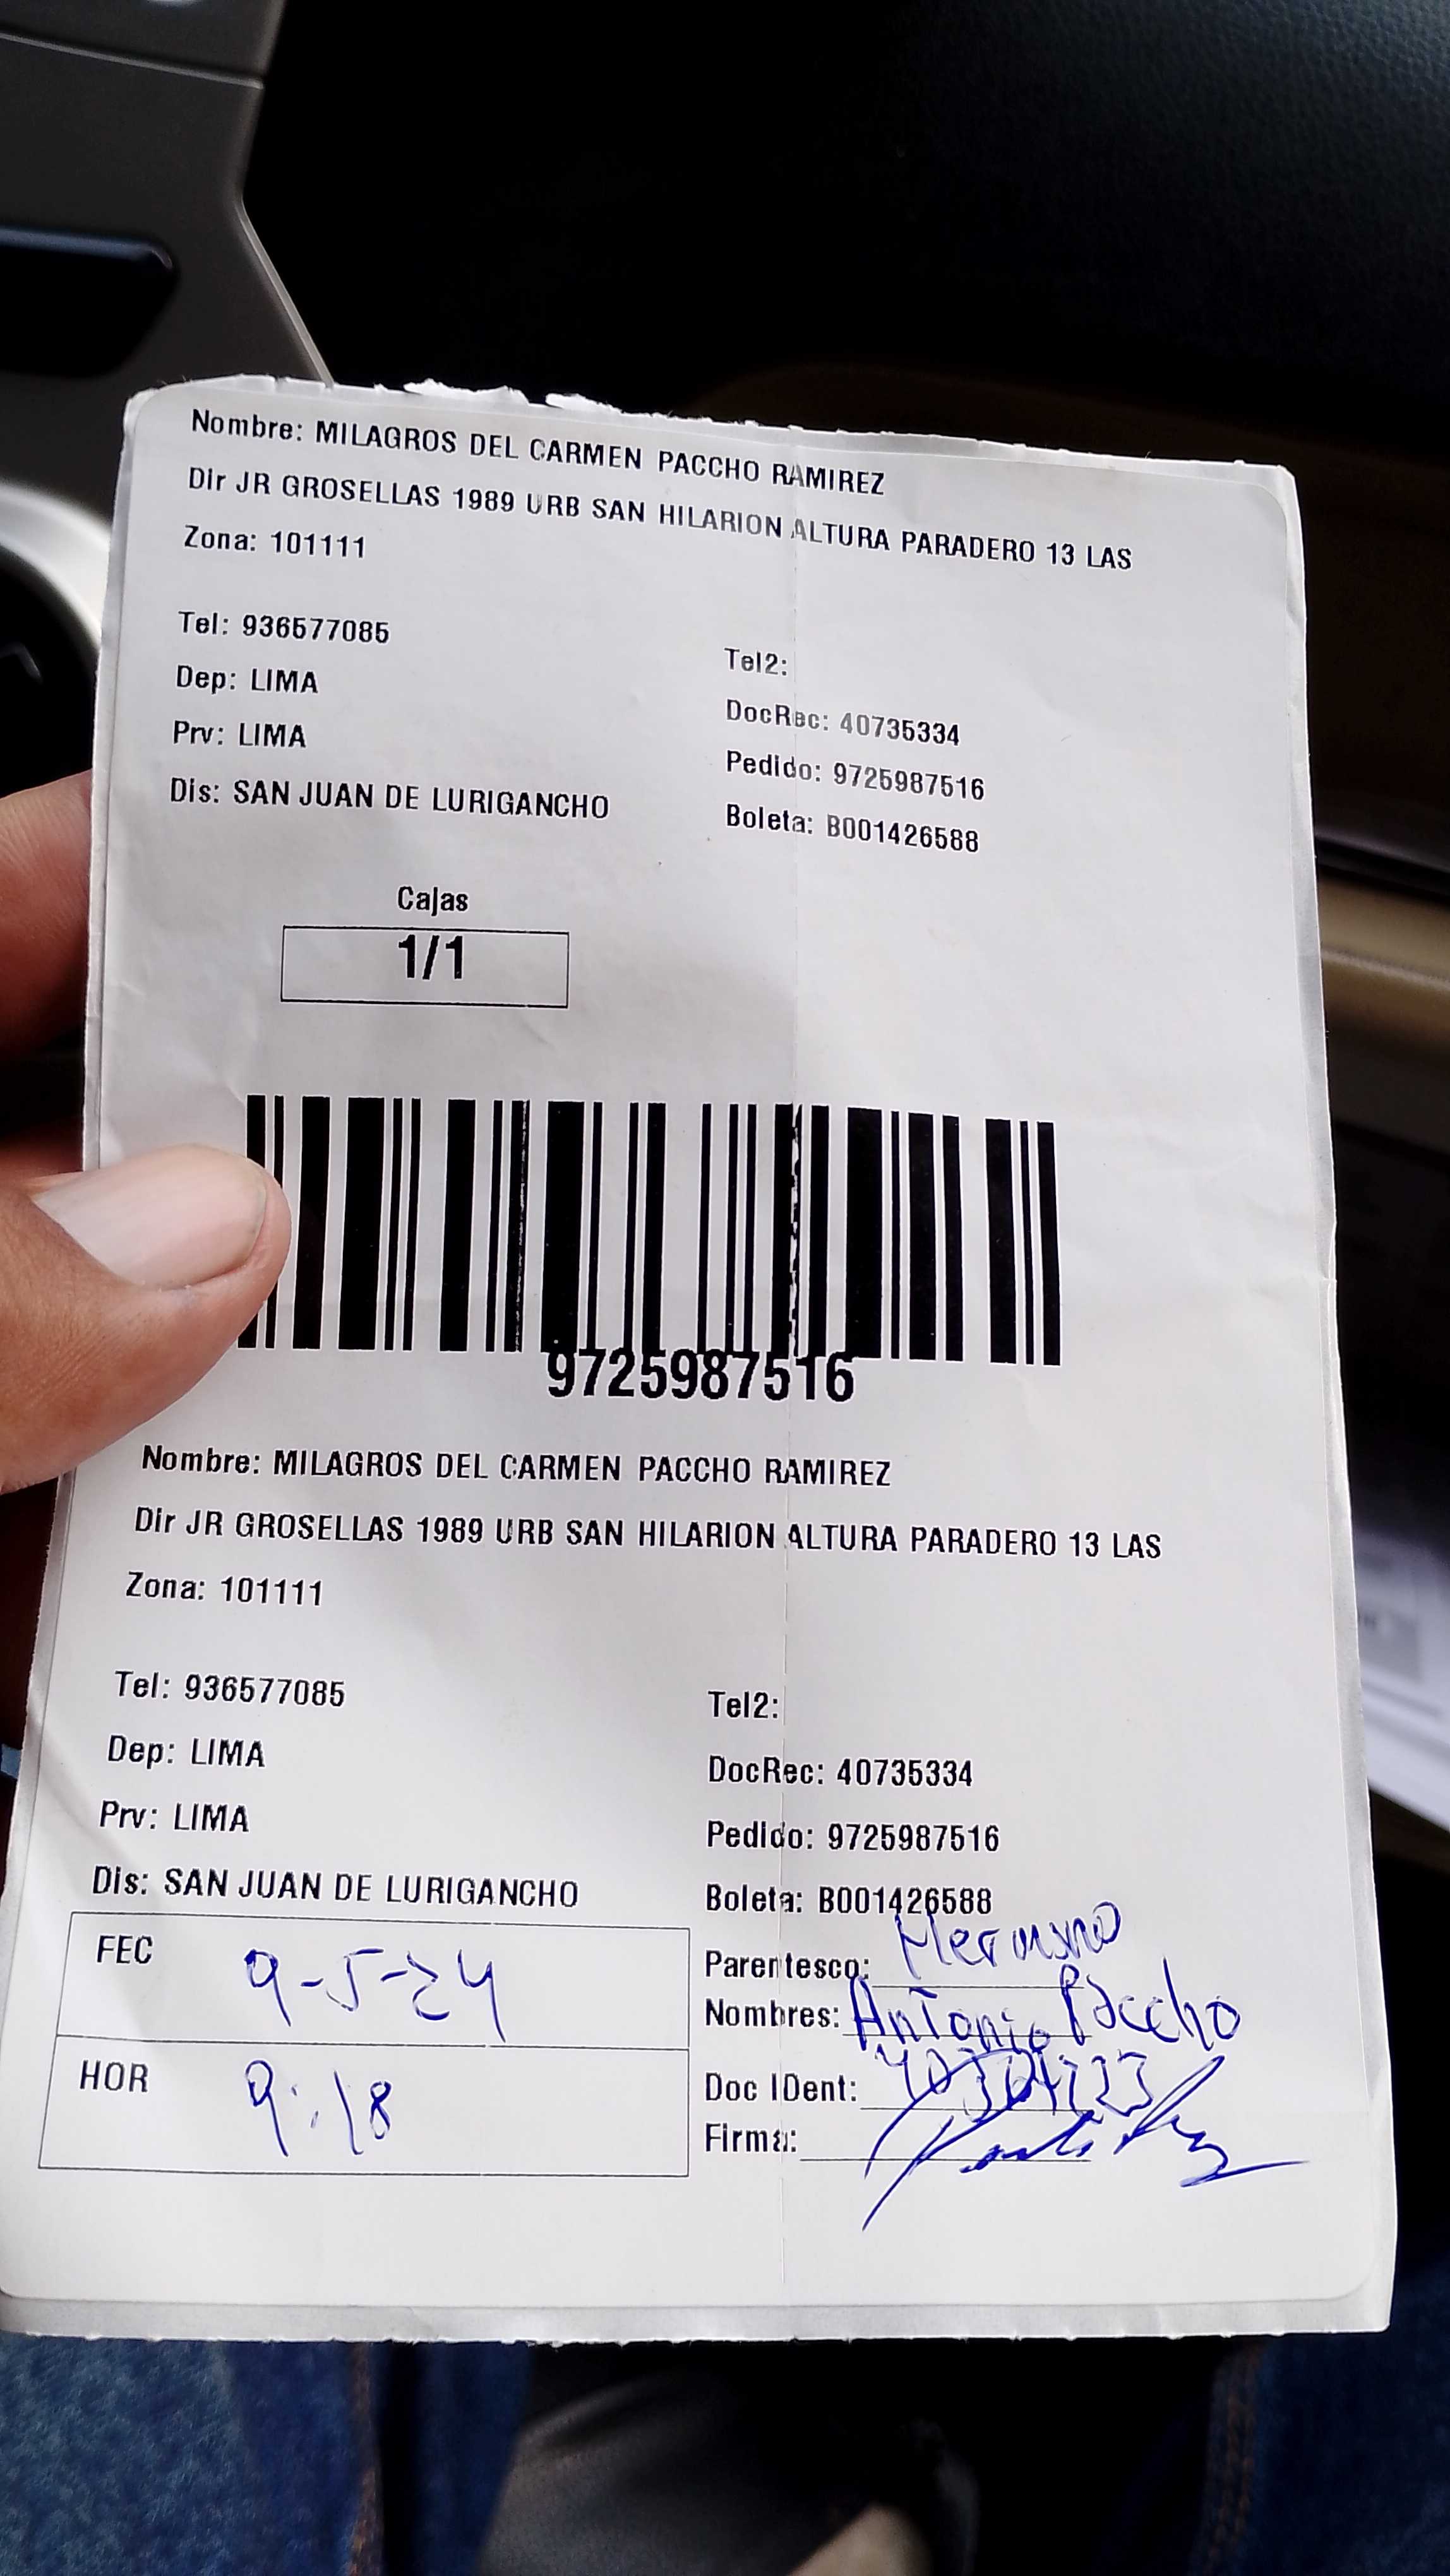 Nombre: MILAGROS DEL CARMEN PACCHO RAMIREZ
Dir JR GROSELLAS 1989 URB SAN HILARION ALTURA PARADERO 13 LAS
Zona: 101111
Tel: 936577085
Tel2:
Dep: LIMA
DocRec: 40735334
Prv: LIMA
Pedido: 9725987516
Dis: SAN JUAN DE LURIGANCHO
Boleta: B001426588
Cajas
1/1
9725987516
Nombre: MILAGROS DEL CARMEN PACCHO RAMIREZ
Dir JR GROSELLAS 1989 URB SAN HILARION ALTURA PARADERO 13 LAS
Zona: 101111
Tel: 936577085
Tel2:
Dep: LIMA
DocRec: 40735334
Prv: LIMA
Pedido: 9725987516
Dis: SAN JUAN DE LURIGANCHO
Boleta: B001426588
FEC 9-5-24
Parentesco: Hermano
Nombres: Antonio Paccho
HOR 9:18
Doc IDent:
Firma: